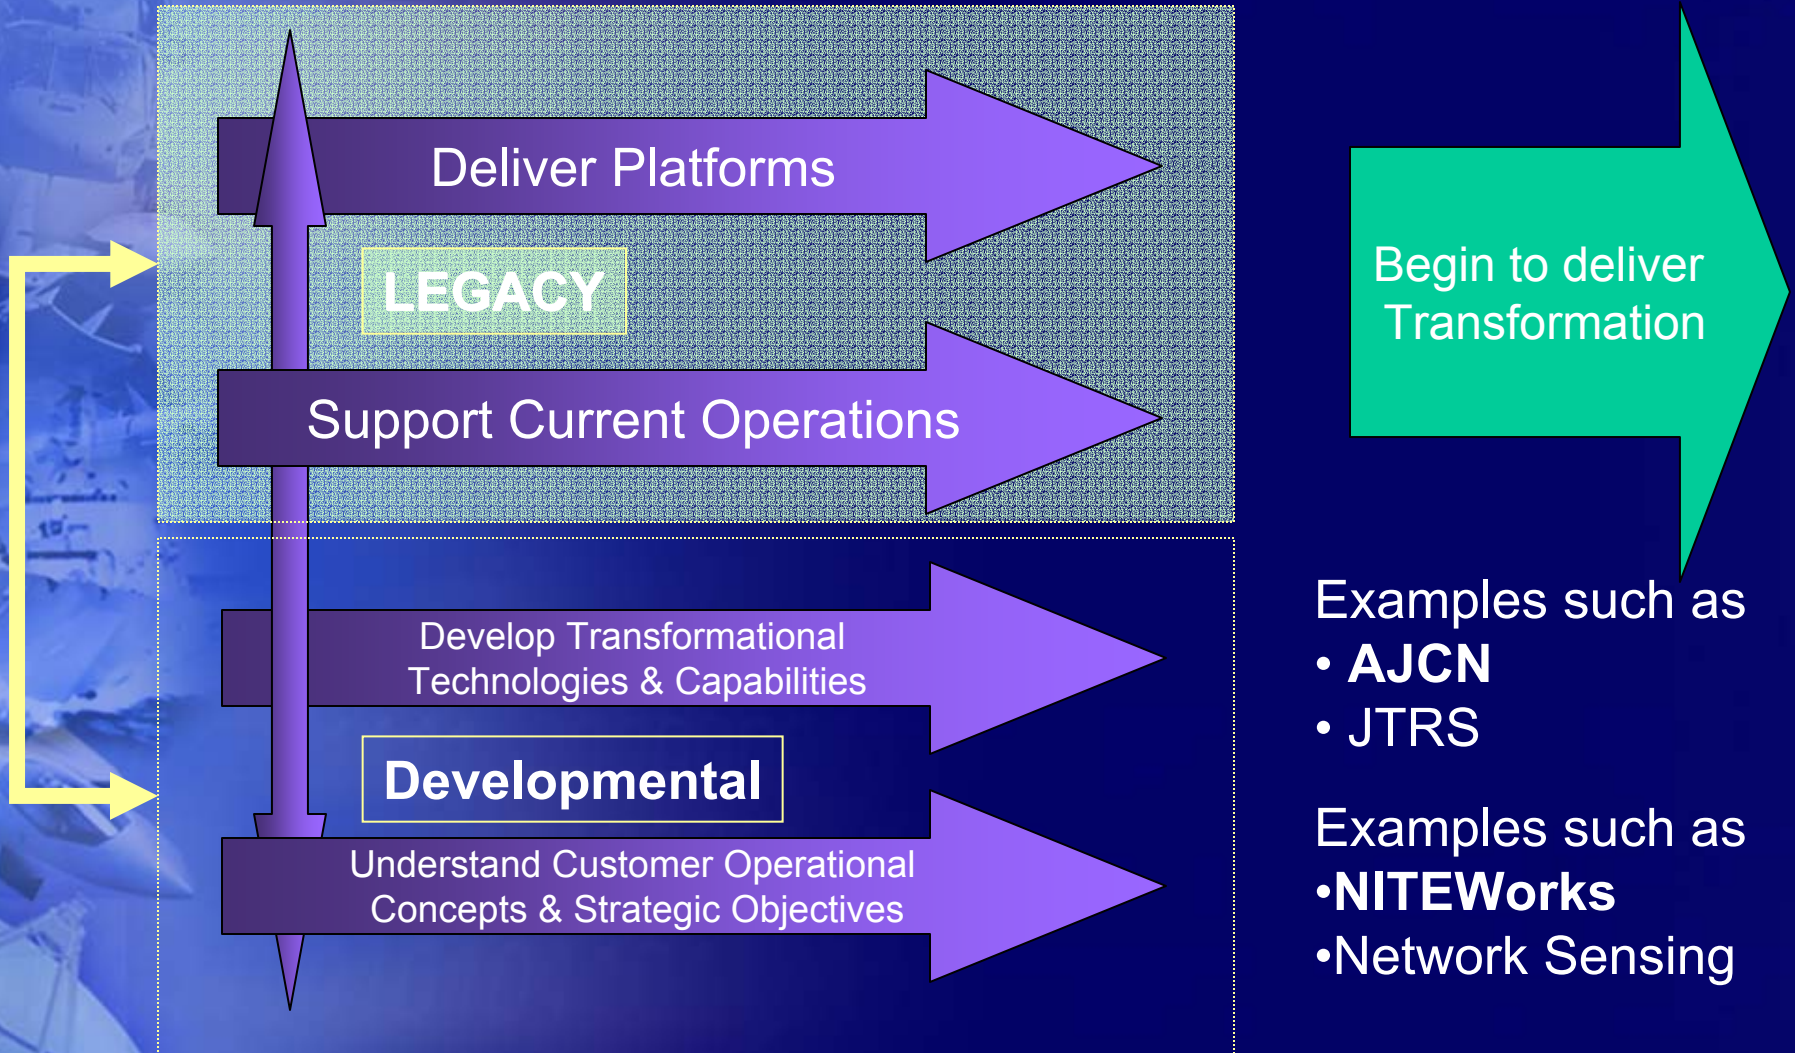 Deliver Platforms
LEGACY
Support Current Operations
Begin to deliver
Transformation
Develop Transformational
Technologies & Capabilities
Developmental
Understand Customer Operational
Concepts & Strategic Objectives
Examples such as
• AJCN
• JTRS
Examples such as
•NITEWorks
•Network Sensing